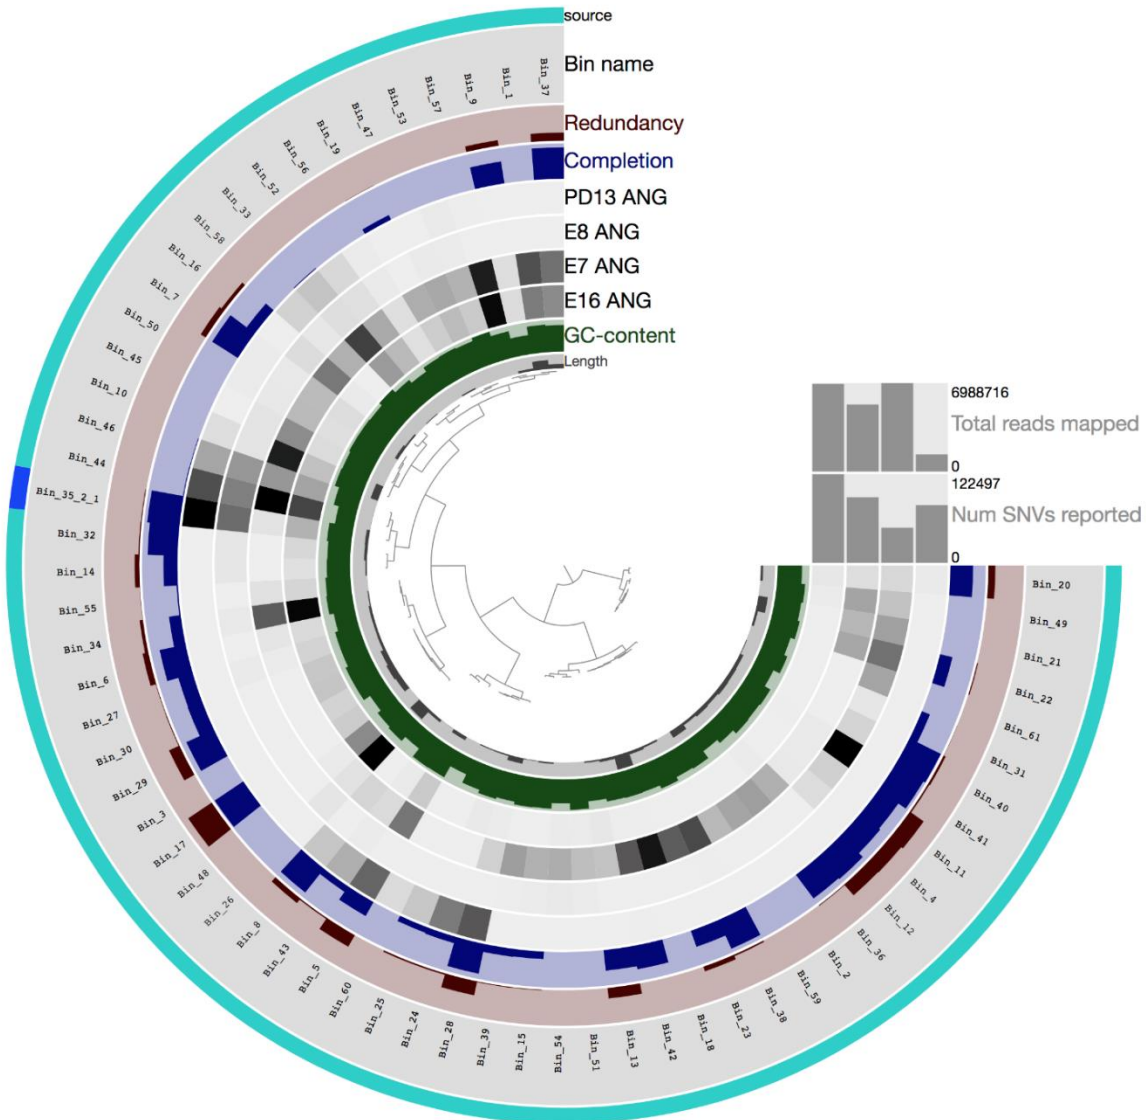 source
Bin name
Redundancy
Completion
PD13 ANG
E8 ANG
E7 ANG
E16 ANG
GC-content
Length
6988716
Total reads mapped
0
122497
Num SNVs reported
0
Bin_37
Bin_1
Bin_9
Bin_57
Bin_53
Bin_47
Bin_19
Bin_56
Bin_52
Bin_33
Bin_58
Bin_16
Bin_7
Bin_50
Bin_45
Bin_10
Bin_46
Bin_44
Bin_35_2_1
Bin_32
Bin_14
Bin_55
Bin_34
Bin_6
Bin_27
Bin_30
Bin_29
Bin_3
Bin_17
Bin_48
Bin_26
Bin_8
Bin_43
Bin_5
Bin_60
Bin_25
Bin_24
Bin_28
Bin_39
Bin_15
Bin_54
Bin_51
Bin_13
Bin_42
Bin_18
Bin_23
Bin_38
Bin_59
Bin_2
Bin_36
Bin_12
Bin_4
Bin_11
Bin_41
Bin_40
Bin_31
Bin_61
Bin_22
Bin_21
Bin_49
Bin_20